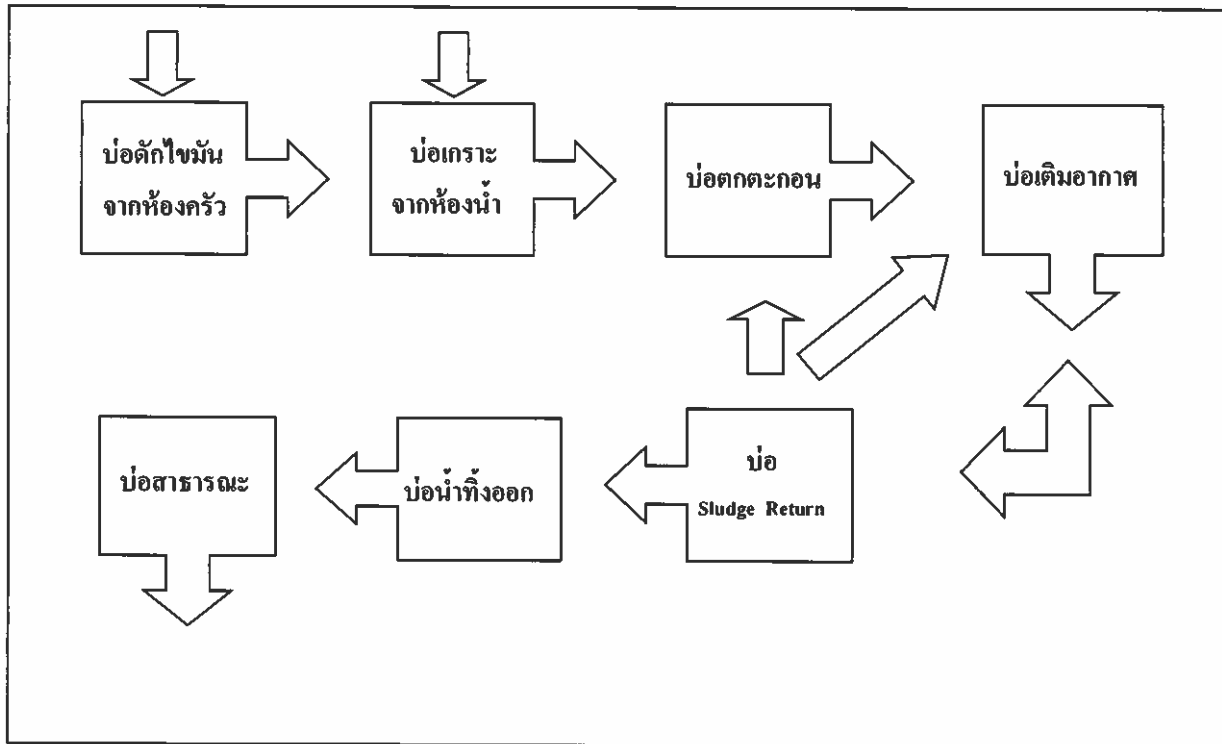 บ่อดักไขมัน
จากห้องครัว
บ่อเกราะ
จากห้องน้ำ
บ่อตกตะกอน
บ่อเติมอากาศ
บ่อสาธารณะ
บ่อน้ำทิ้งออก
บ่อ
Sludge Return